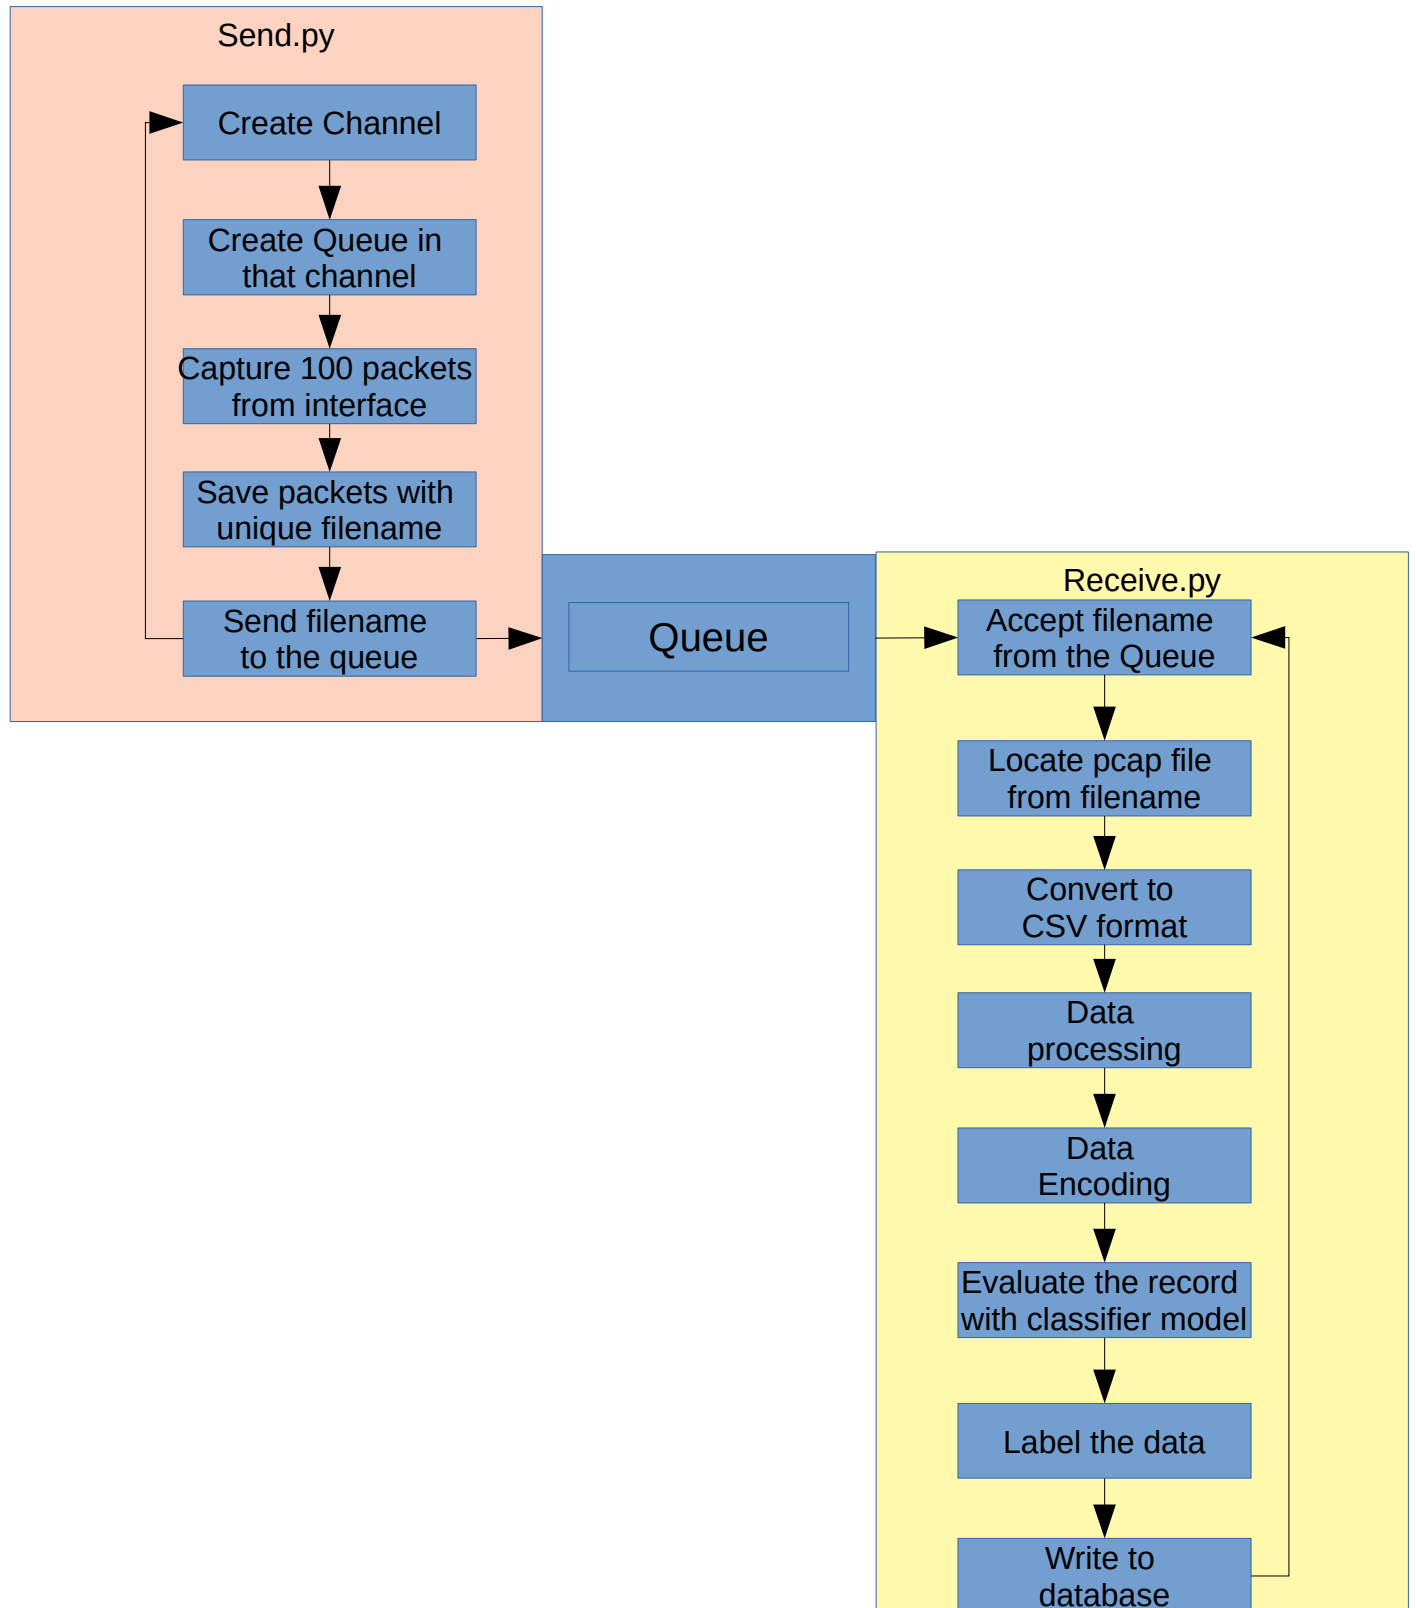 Send.py
Create Channel
Create Queue in
that channel
Capture 100 packets
from interface
Save packets with
unique filename
Send filename
to the queue
Queue
Receive.py
Accept filename
from the Queue
Locate pcap file
from filename
Convert to
CSV format
Data
processing
Data
Encoding
Evaluate the record
with classifier model
Label the data
Write to
database